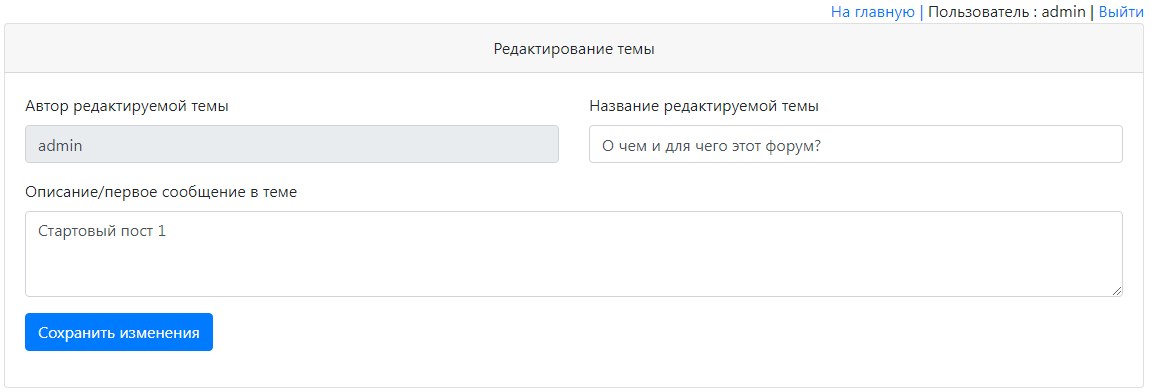 На главную | Пользователь : admin | Выйти
Редактирование темы
Автор редактируемой темы
Название редактируемой темы
admin
О чем и для чего этот форум?
Описание/первое сообщение в теме
Стартовый пост 1
Сохранить изменения